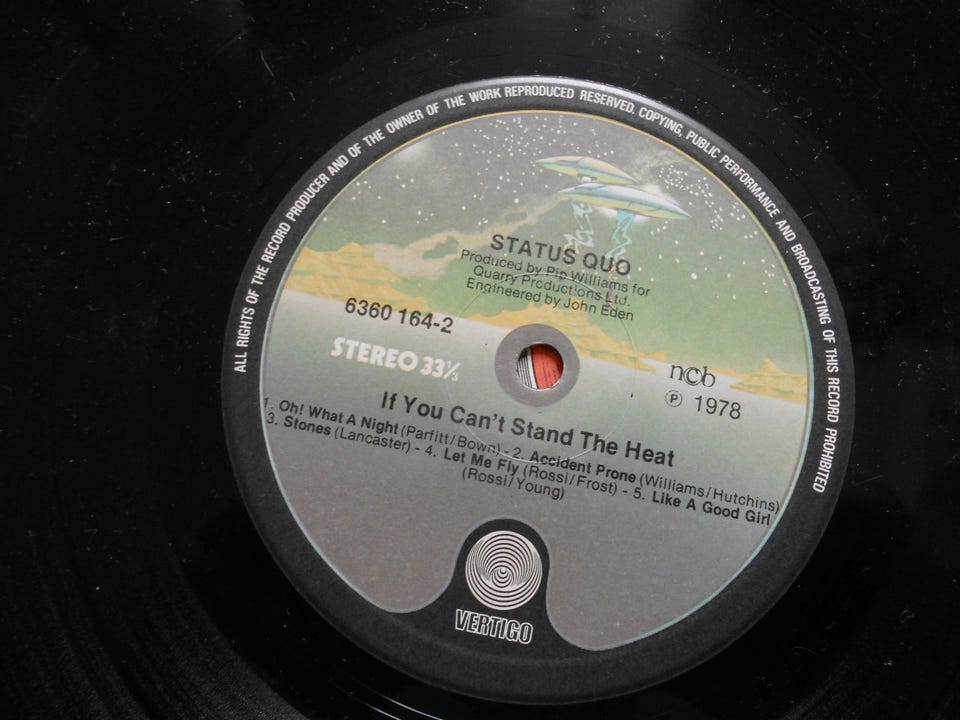 ALL RIGHTS OF THE RECORD PRODUCER AND OF THE OWNER OF THE WORK REPRODUCED RESERVED. COPYING, PUBLIC PERFORMANCE AND BROADCASTING OF THIS RECORD PROHIBITED
STATUS QUO
Produced by Pip Williams for
Quarry Productions Ltd.
Engineered by John Eden
6360 164-2
STEREO 33⅓
ncb
Ⓟ 1978
If You Can't Stand The Heat
1. Oh! What A Night (Parfitt/Bown) - 2. Accident Prone (Williams/Hutchins)
3. Stones (Lancaster) - 4. Let Me Fly (Rossi/Frost) - 5. Like A Good Girl
(Rossi/Young)
VERTIGO